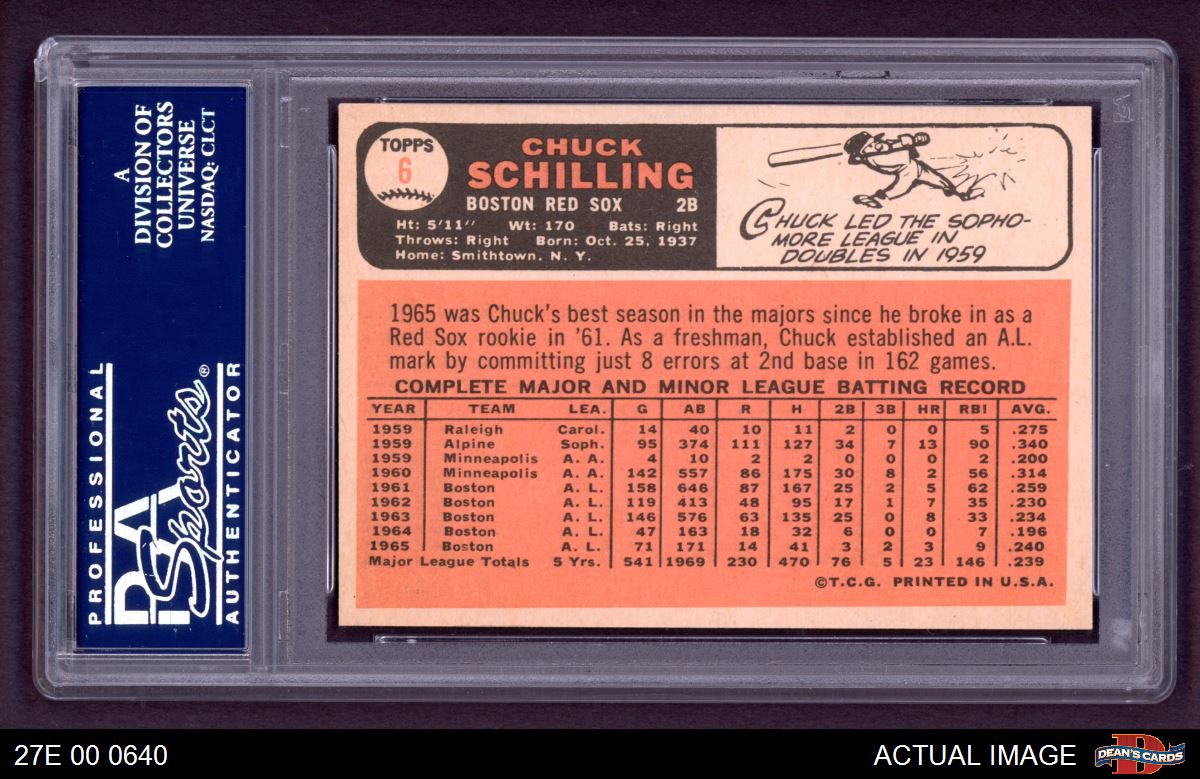 A
DIVISION OF
COLLECTORS
UNIVERSE
NASDAQ: CLCT
PROFESSIONAL
PSA
Sports®
AUTHENTICATOR
TOPPS
6
CHUCK
SCHILLING
BOSTON RED SOX 2B
Ht: 5'11" Wt: 170 Bats: Right
Throws: Right Born: Oct. 25, 1937
Home: Smithtown, N. Y.
CHUCK LED THE SOPHO-
MORE LEAGUE IN
DOUBLES IN 1959
1965 was Chuck's best season in the majors since he broke in as a
Red Sox rookie in '61. As a freshman, Chuck established an A.L.
mark by committing just 8 errors at 2nd base in 162 games.
COMPLETE MAJOR AND MINOR LEAGUE BATTING RECORD
YEAR TEAM LEA. G AB R H 2B 3B HR RBI AVG.
1959 Raleigh Carol. 14 40 10 11 2 0 0 5 .275
1959 Alpine Soph. 95 374 111 127 34 7 13 90 .340
1959 Minneapolis A. A. 4 10 2 2 0 0 0 2 .200
1960 Minneapolis A. A. 142 557 86 175 30 8 2 56 .314
1961 Boston A. L. 158 646 87 167 25 2 5 62 .259
1962 Boston A. L. 119 413 48 95 17 1 7 35 .230
1963 Boston A. L. 146 576 63 135 25 0 8 33 .234
1964 Boston A. L. 47 163 18 32 6 0 0 7 .196
1965 Boston A. L. 71 171 14 41 3 2 3 9 .240
Major League Totals 5 Yrs. 541 1969 230 470 76 5 23 146 .239
©T.C.G. PRINTED IN U.S.A.
27E 00 0640
ACTUAL IMAGE
D
DEAN'S CARDS